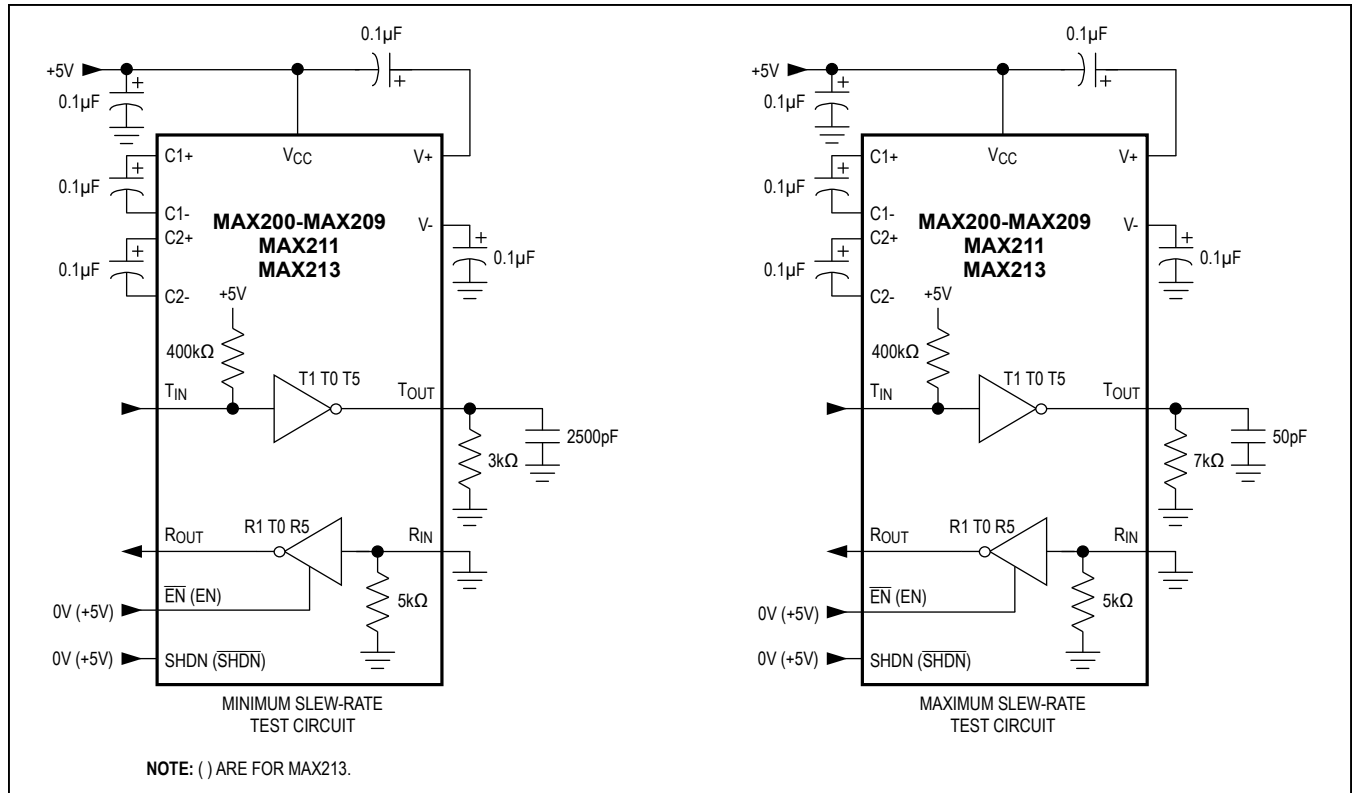 0.1µF
+5V
0.1µF
C1+
VCC
V+
0.1µF
C1-
MAX200-MAX209
V-
C2+
MAX211
0.1µF
MAX213
0.1µF
C2-
+5V
400kΩ
T1 T0 T5
TIN
TOUT
2500pF
3kΩ
ROUT
R1 T0 R5
RIN
EN (EN)
0V (+5V)
5kΩ
0V (+5V)
SHDN (SHDN)
MINIMUM SLEW-RATE
TEST CIRCUIT
0.1µF
+5V
0.1µF
C1+
VCC
V+
0.1µF
C1-
MAX200-MAX209
V-
C2+
MAX211
0.1µF
MAX213
0.1µF
C2-
+5V
400kΩ
T1 T0 T5
TIN
TOUT
50pF
7kΩ
ROUT
R1 T0 R5
RIN
EN (EN)
0V (+5V)
5kΩ
0V (+5V)
SHDN (SHDN)
MAXIMUM SLEW-RATE
TEST CIRCUIT
NOTE: ( ) ARE FOR MAX213.